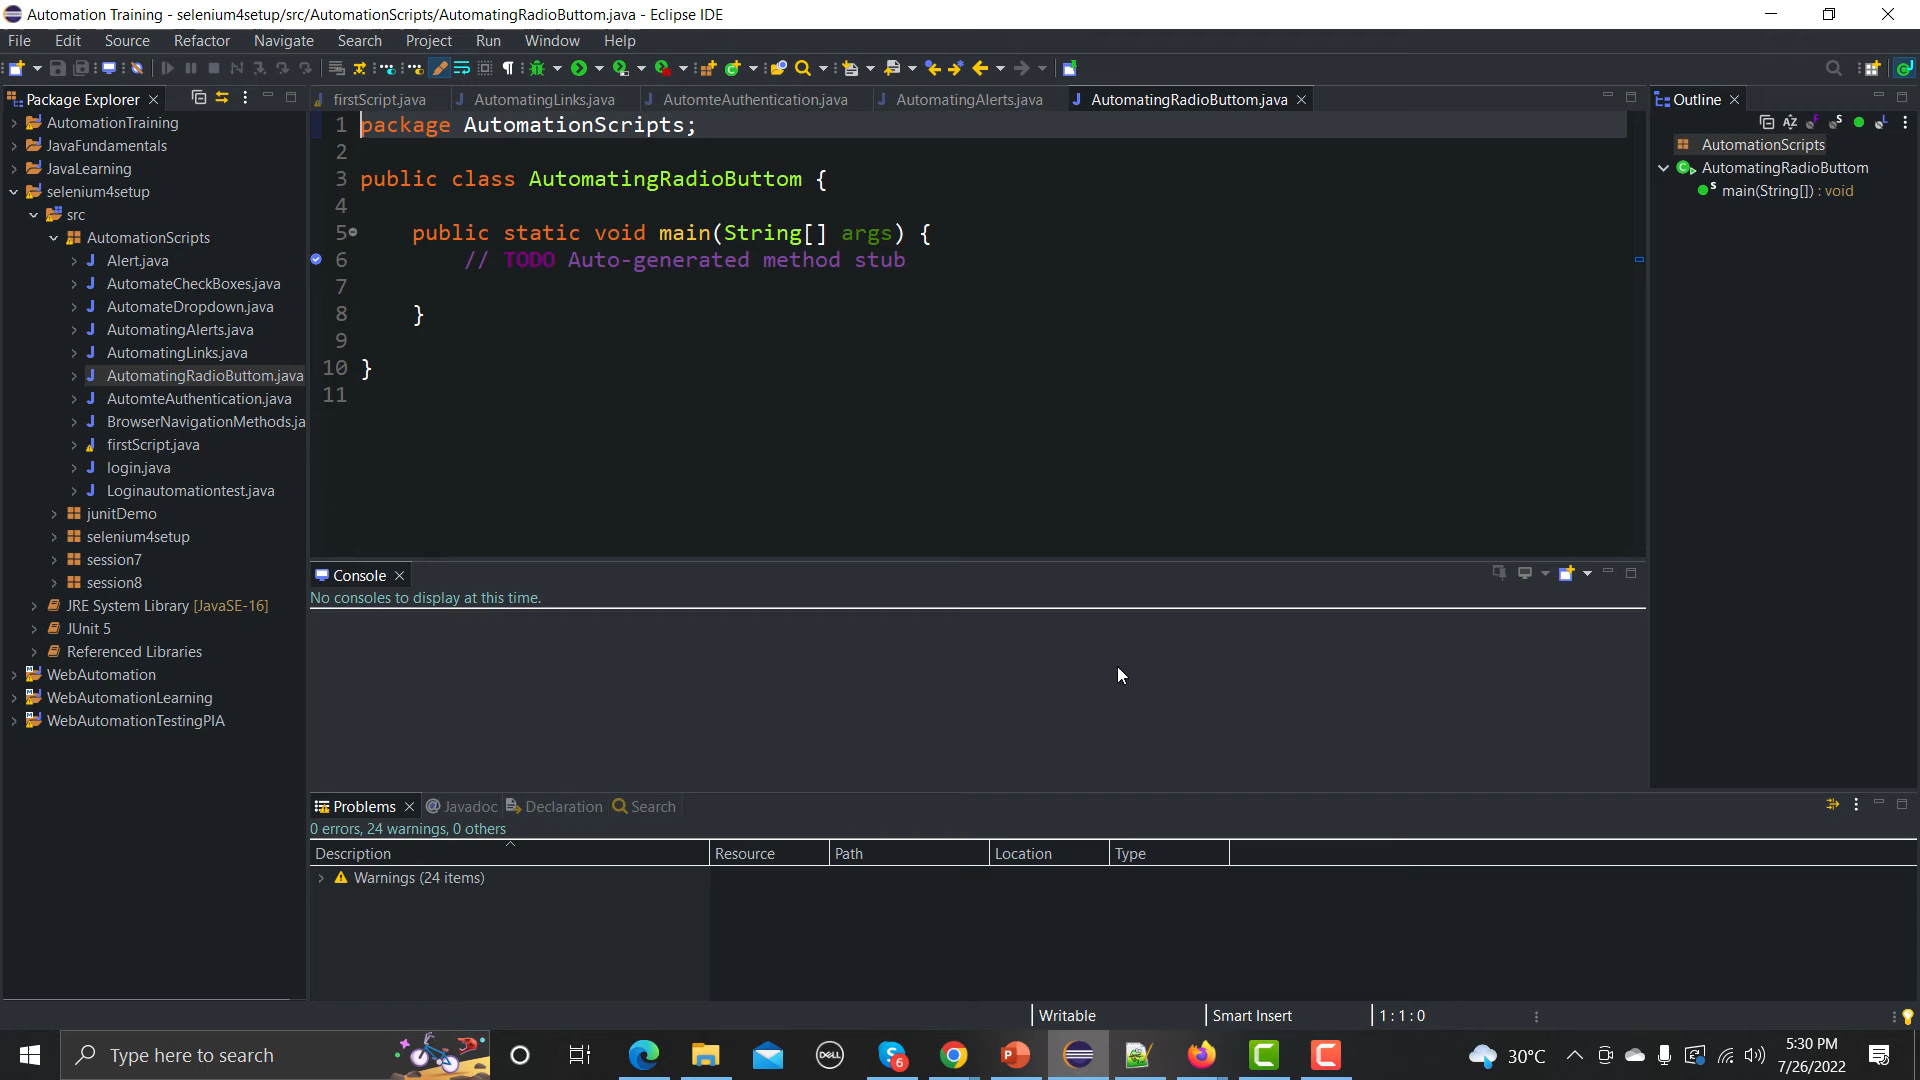 Automation Training - selenium4setup/src/AutomationScripts/AutomatingRadioButtom.java - Eclipse IDE
File Edit Source Refactor Navigate Search Project Run Window Help
Package Explorer
AutomationTraining
JavaFundamentals
JavaLearning
selenium4setup
src
AutomationScripts
Alert.java
AutomateCheckBoxes.java
AutomateDropdown.java
AutomatingAlerts.java
AutomatingLinks.java
AutomatingRadioButtom.java
AutomteAuthentication.java
BrowserNavigationMethods.ja
firstScript.java
login.java
Loginautomationtest.java
junitDemo
selenium4setup
session7
session8
JRE System Library [JavaSE-16]
JUnit 5
Referenced Libraries
WebAutomation
WebAutomationLearning
WebAutomationTestingPIA
firstScript.java AutomatingLinks.java AutomteAuthentication.java AutomatingAlerts.java AutomatingRadioButtom.java
1 package AutomationScripts;
2
3 public class AutomatingRadioButtom {
4
5 public static void main(String[] args) {
6 // TODO Auto-generated method stub
7
8 }
9
10 }
11
Console
No consoles to display at this time.
Problems Javadoc Declaration Search
0 errors, 24 warnings, 0 others
Description Resource Path Location Type
Warnings (24 items)
Outline
AutomationScripts
AutomatingRadioButtom
main(String[]) : void
Writable Smart Insert 1 : 1 : 0
Type here to search
DELL
6
30°C
5:30 PM
7/26/2022